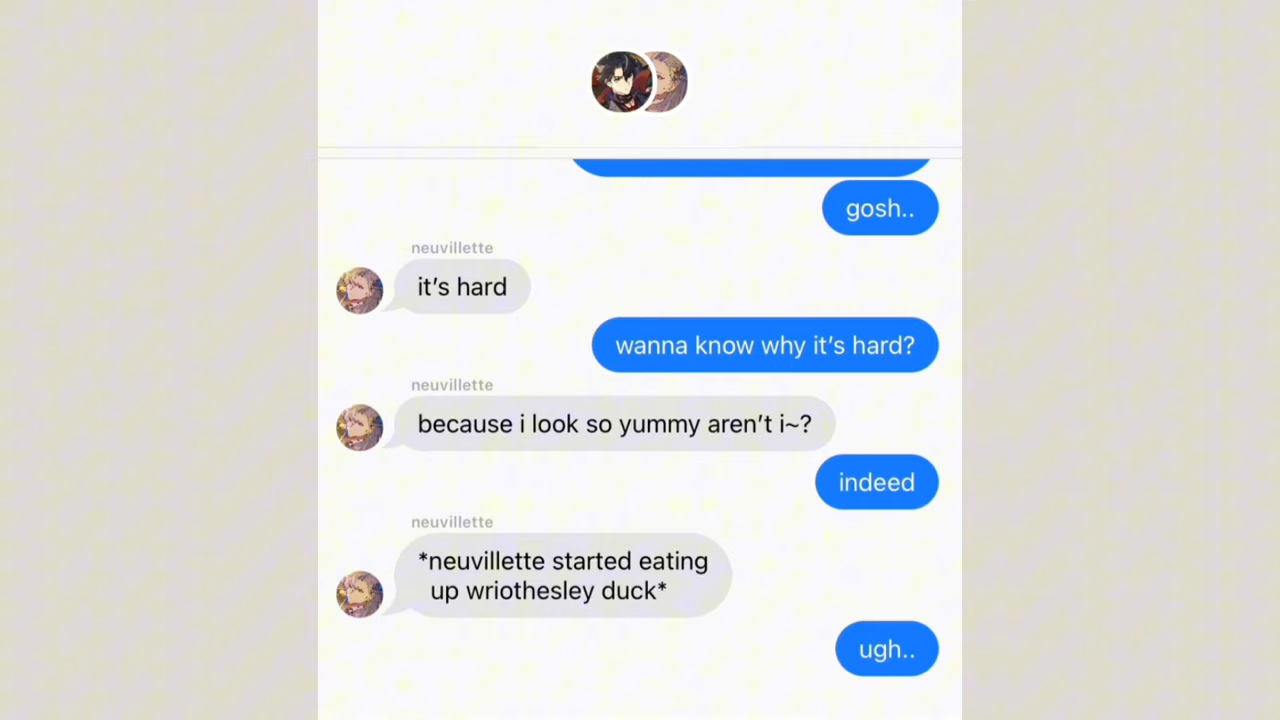 gosh..
neuvillette
it’s hard
wanna know why it’s hard?
neuvillette
because i look so yummy aren’t i~?
indeed
neuvillette
*neuvillette started eating
up wriothesley duck*
ugh..